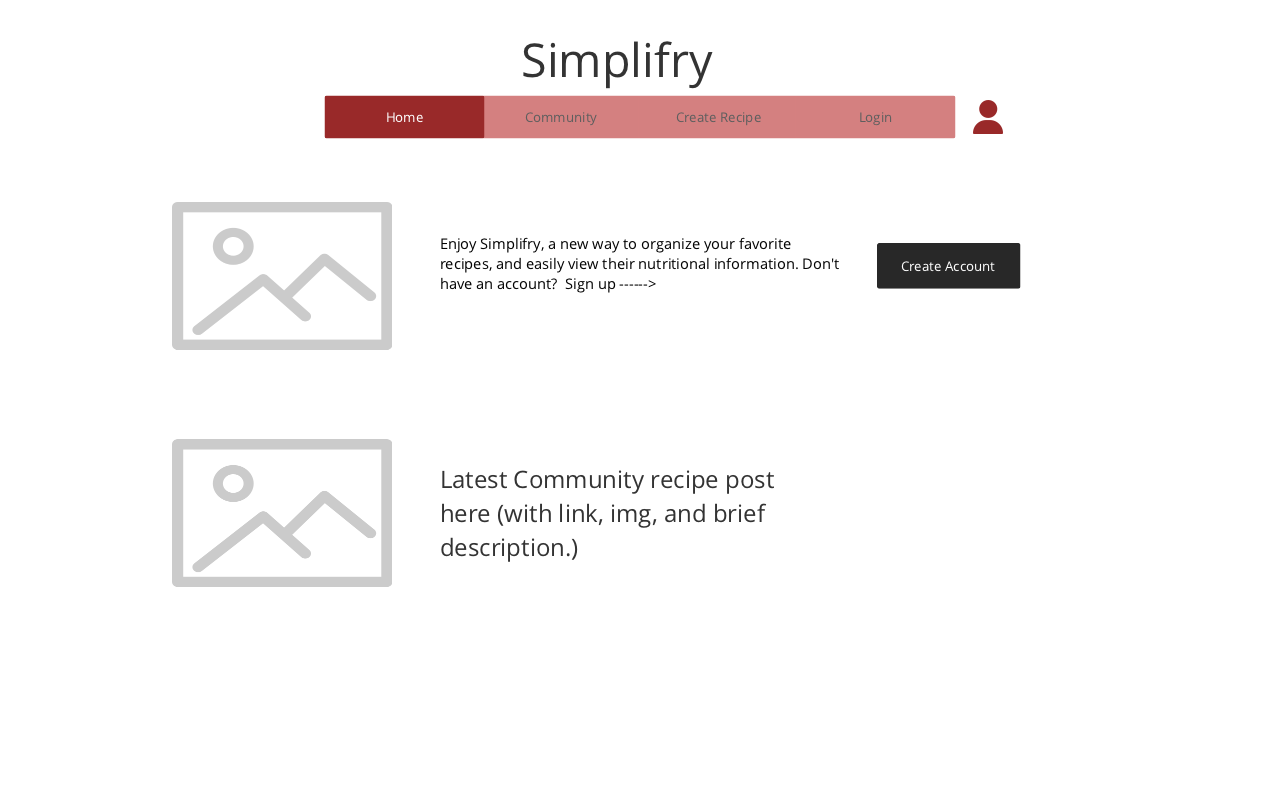 Simplifry
Home
Community
Create Recipe
Login
Enjoy Simplifry, a new way to organize your favorite
recipes, and easily view their nutritional information. Don't
have an account?  Sign up ------>
Create Account
Latest Community recipe post
here (with link, img, and brief
description.)